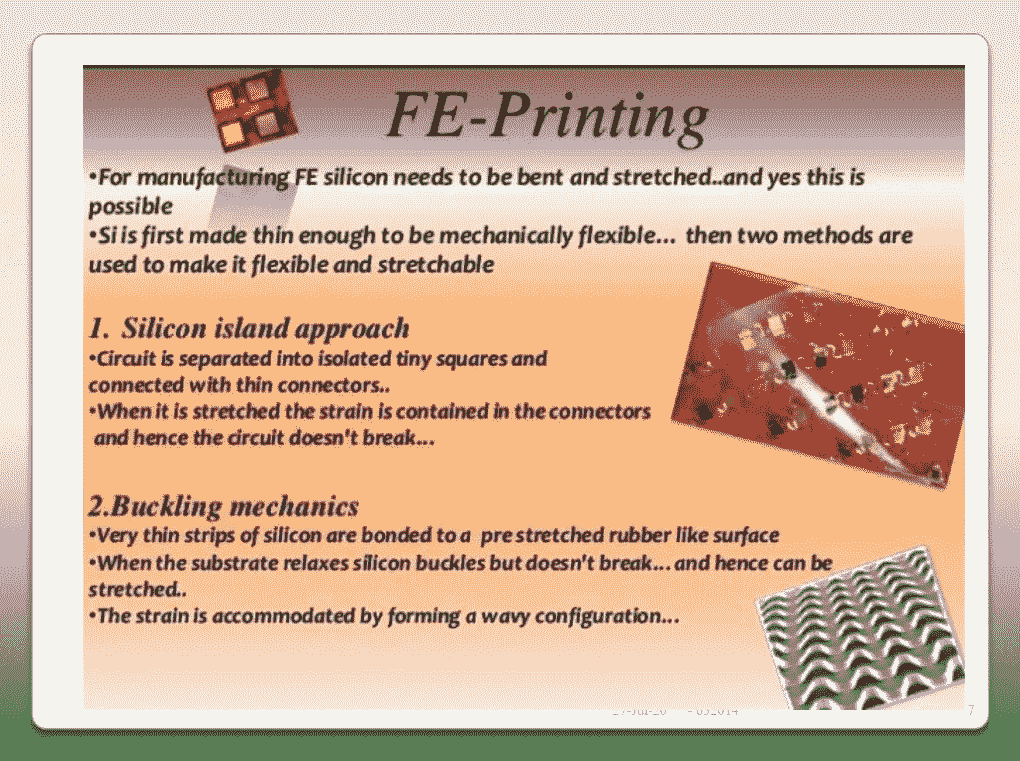 FE-Printing
•For manufacturing FE silicon needs to be bent and stretched..and yes this is
possible
•Si is first made thin enough to be mechanically flexible... then two methods are
used to make it flexible and stretchable
1. Silicon island approach
•Circuit is separated into isolated tiny squares and
connected with thin connectors..
•When it is stretched the strain is contained in the connectors
and hence the circuit doesn't break...
2.Buckling mechanics
•Very thin strips of silicon are bonded to a pre stretched rubber like surface
•When the substrate relaxes silicon buckles but doesn't break... and hence can be
stretched..
•The strain is accommodated by forming a wavy configuration...
7